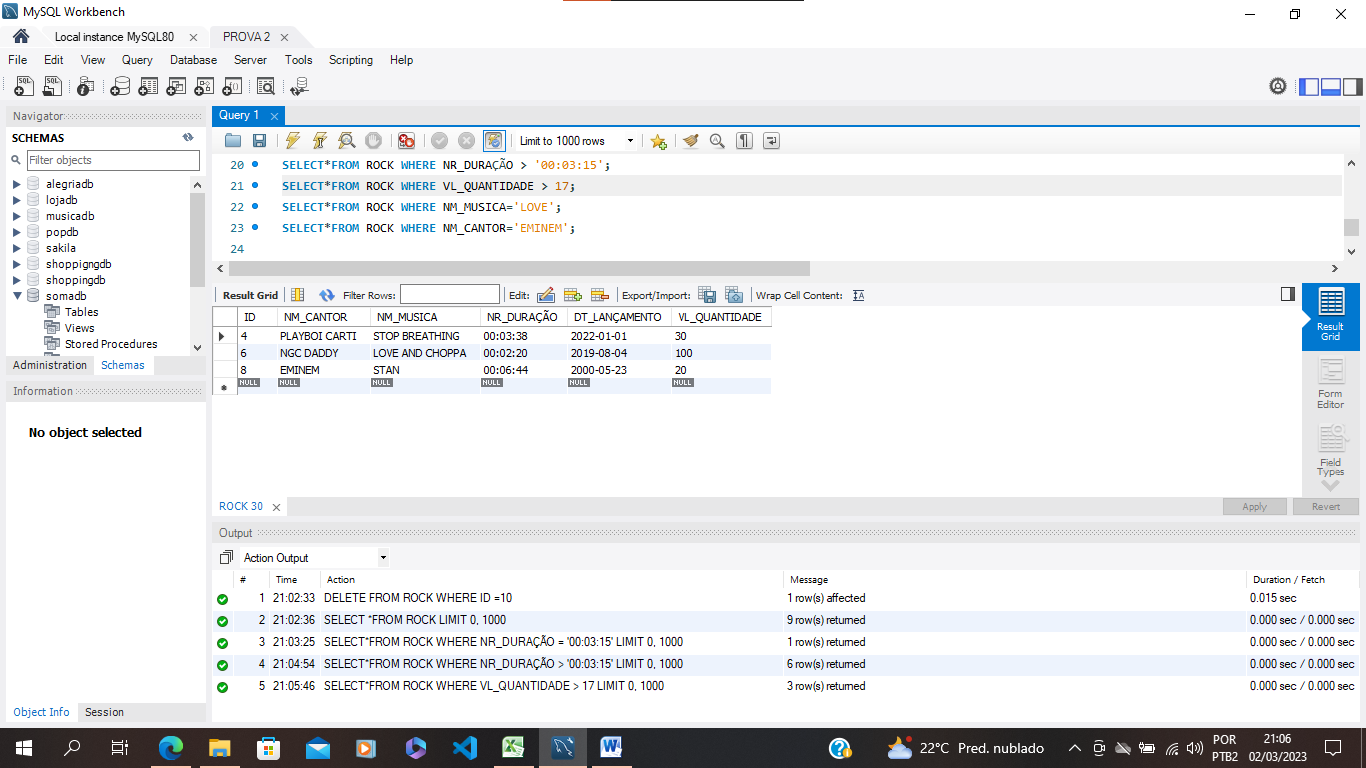 MySQL Workbench
Local instance MySQL80 PROVA 2
File Edit View Query Database Server Tools Scripting Help
Navigator
SCHEMAS
Filter objects
alegriadb
lojadb
musicadb
popdb
sakila
shoppigngdb
shoppingdb
somadb
Tables
Views
Stored Procedures
Administration Schemas
Information
No object selected
Object Info Session
Query 1
Limit to 1000 rows
20 SELECT*FROM ROCK WHERE NR_DURAÇÃO > '00:03:15';
21 SELECT*FROM ROCK WHERE VL_QUANTIDADE > 17;
22 SELECT*FROM ROCK WHERE NM_MUSICA='LOVE';
23 SELECT*FROM ROCK WHERE NM_CANTOR='EMINEM';
24
Result Grid Filter Rows: Edit: Export/Import: Wrap Cell Content:
ID NM_CANTOR NM_MUSICA NR_DURAÇÃO DT_LANÇAMENTO VL_QUANTIDADE
4 PLAYBOI CARTI STOP BREATHING 00:03:38 2022-01-01 30
6 NGC DADDY LOVE AND CHOPPA 00:02:20 2019-08-04 100
8 EMINEM STAN 00:06:44 2000-05-23 20
NULL NULL NULL NULL NULL NULL
Result
Grid
Form
Editor
Field
Types
ROCK 30 Apply Revert
Output
Action Output
# Time Action Message Duration / Fetch
1 21:02:33 DELETE FROM ROCK WHERE ID =10 1 row(s) affected 0.015 sec
2 21:02:36 SELECT *FROM ROCK LIMIT 0, 1000 9 row(s) returned 0.000 sec / 0.000 sec
3 21:03:25 SELECT*FROM ROCK WHERE NR_DURAÇÃO = '00:03:15' LIMIT 0, 1000 1 row(s) returned 0.000 sec / 0.000 sec
4 21:04:54 SELECT*FROM ROCK WHERE NR_DURAÇÃO > '00:03:15' LIMIT 0, 1000 6 row(s) returned 0.000 sec / 0.000 sec
5 21:05:46 SELECT*FROM ROCK WHERE VL_QUANTIDADE > 17 LIMIT 0, 1000 3 row(s) returned 0.000 sec / 0.000 sec
22°C Pred. nublado
POR
PTB2
21:06
02/03/2023